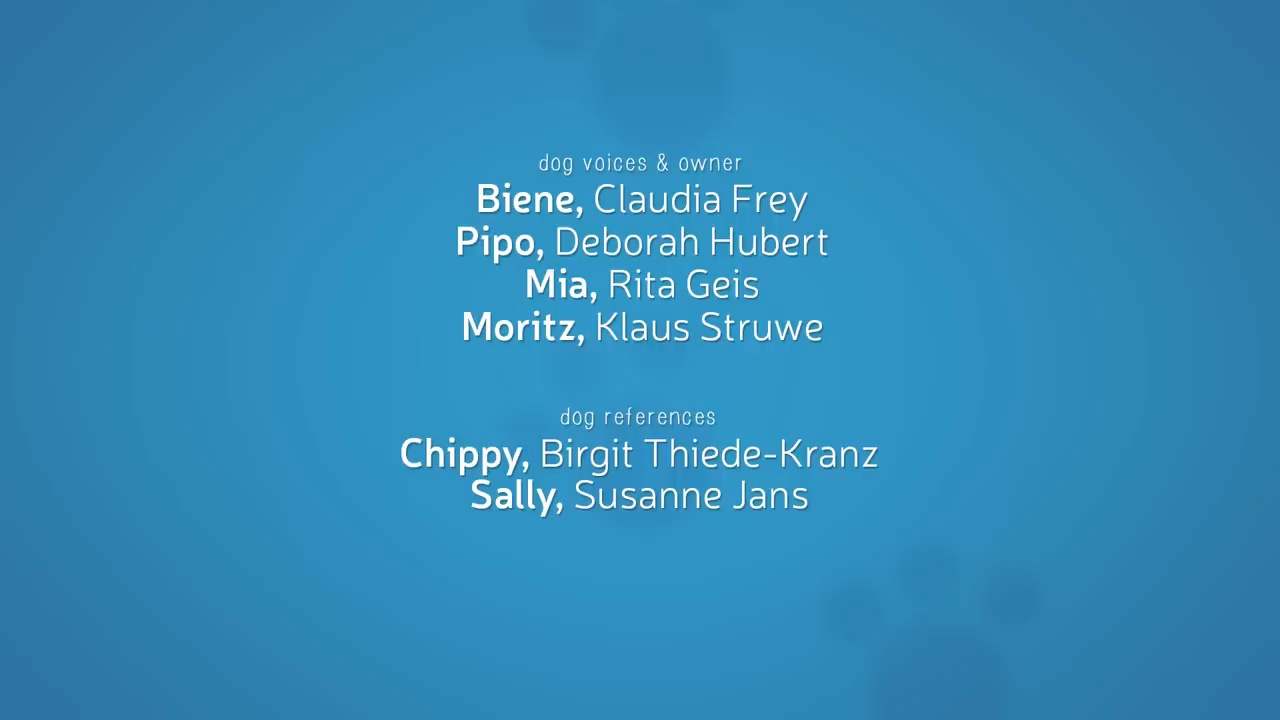 dog voices & owner
Biene, Claudia Frey
Pipo, Deborah Hubert
Mia, Rita Geis
Moritz, Klaus Struwe
dog references
Chippy, Birgit Thiede-Kranz
Sally, Susanne Jans